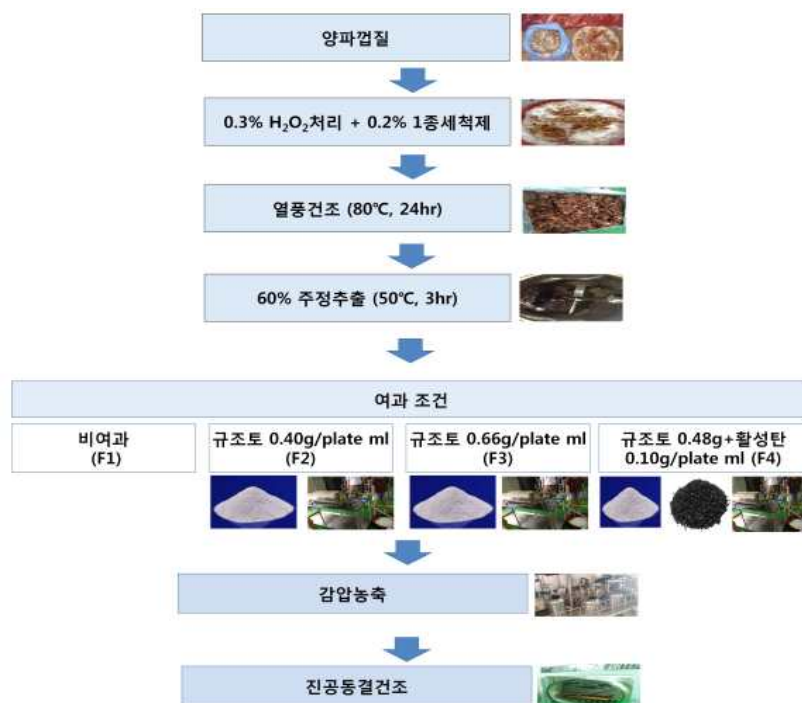 양파껍질
0.3% H₂O₂처리 + 0.2% 1종세척제
열풍건조 (80℃, 24hr)
60% 주정추출 (50℃, 3hr)
여과 조건
비여과
(F1)
규조토 0.40g/plate ml
(F2)
규조토 0.66g/plate ml
(F3)
규조토 0.48g+활성탄
0.10g/plate ml (F4)
감압농축
진공동결건조